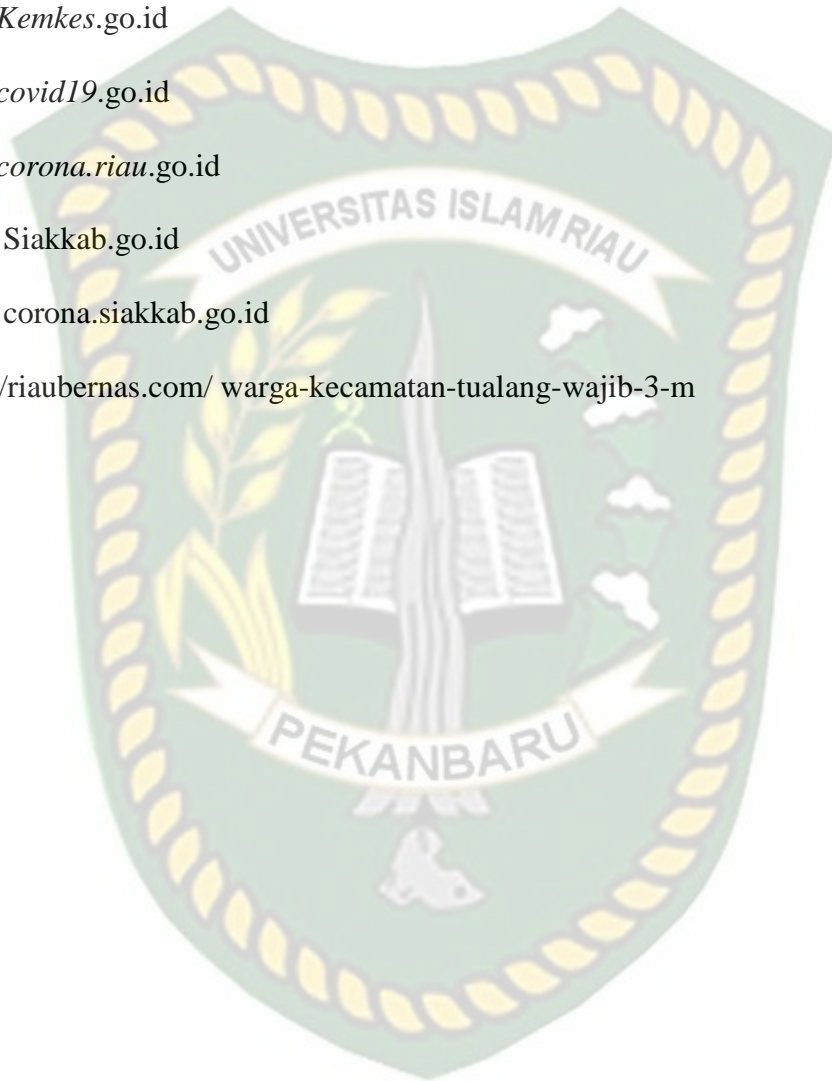 Kemkes.go.id
covid19.go.id
corona.riau.go.id
Siakkab.go.id
corona.siakkab.go.id
/riaubernas.com/ warga-kecamatan-tualang-wajib-3-m
UNIVERSITAS ISLAM RIAU
PEKANBARU